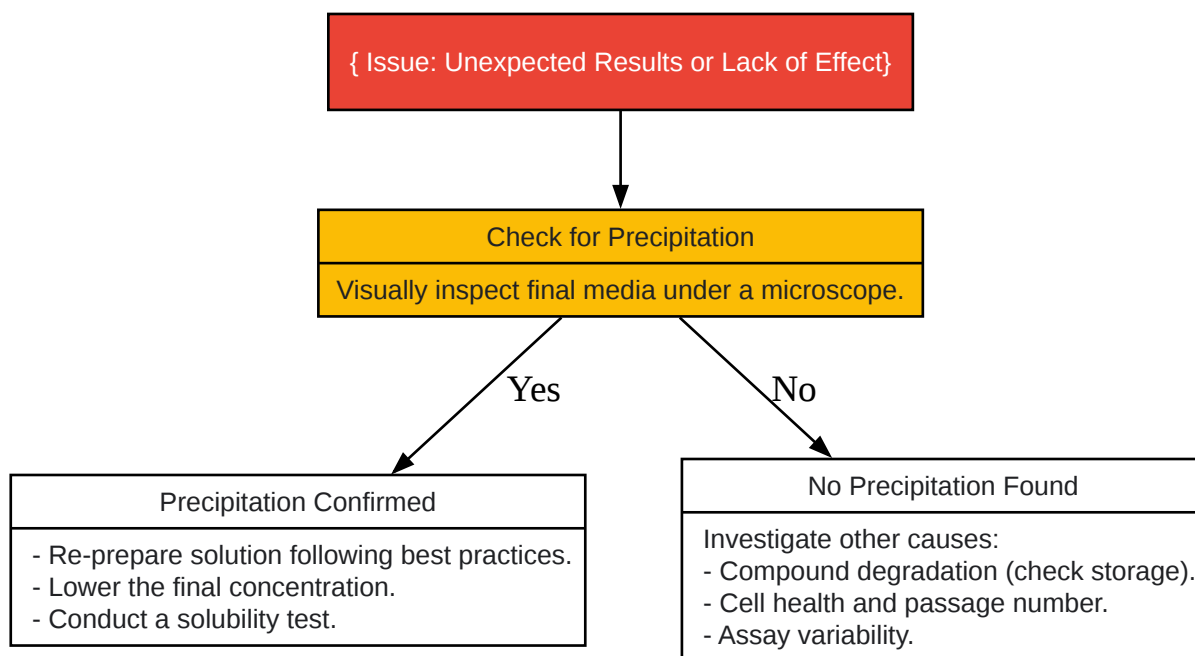 { Issue: Unexpected Results or Lack of Effect}
Check for Precipitation
Visually inspect final media under a microscope.
Yes
No
Precipitation Confirmed
- Re-prepare solution following best practices.
- Lower the final concentration.
- Conduct a solubility test.
No Precipitation Found
Investigate other causes:
- Compound degradation (check storage).
- Cell health and passage number.
- Assay variability.